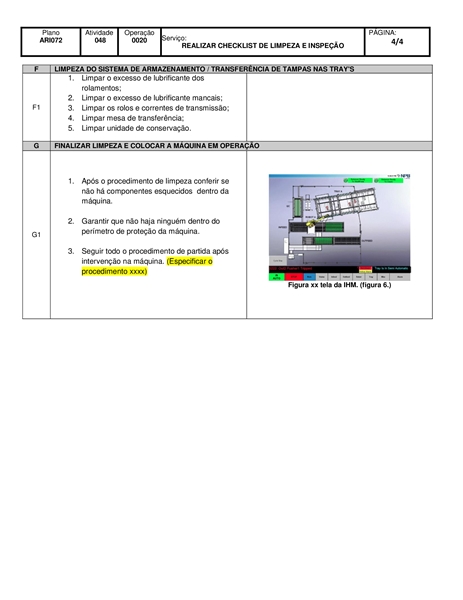 Plano
ARI072
Atividade
048
Operação
0020
Serviço:
REALIZAR CHECKLIST DE LIMPEZA E INSPEÇÃO
PÁGINA:
4/4
F LIMPEZA DO SISTEMA DE ARMAZENAMENTO / TRANSFERÊNCIA DE TAMPAS NAS TRAY'S
F1
1. Limpar o excesso de lubrificante dos
rolamentos;
2. Limpar o excesso de lubrificante mancais;
3. Limpar os rolos e correntes de transmissão;
4. Limpar mesa de transferência;
5. Limpar unidade de conservação.
G FINALIZAR LIMPEZA E COLOCAR A MÁQUINA EM OPERAÇÃO
G1
1. Após o procedimento de limpeza conferir se
não há componentes esquecidos dentro da
máquina.
2. Garantir que não haja ninguém dentro do
perímetro de proteção da máquina.
3. Seguir todo o procedimento de partida após
intervenção na máquina. (Especificar o
procedimento xxxx)
Figura xx tela da IHM. (figura 6.)